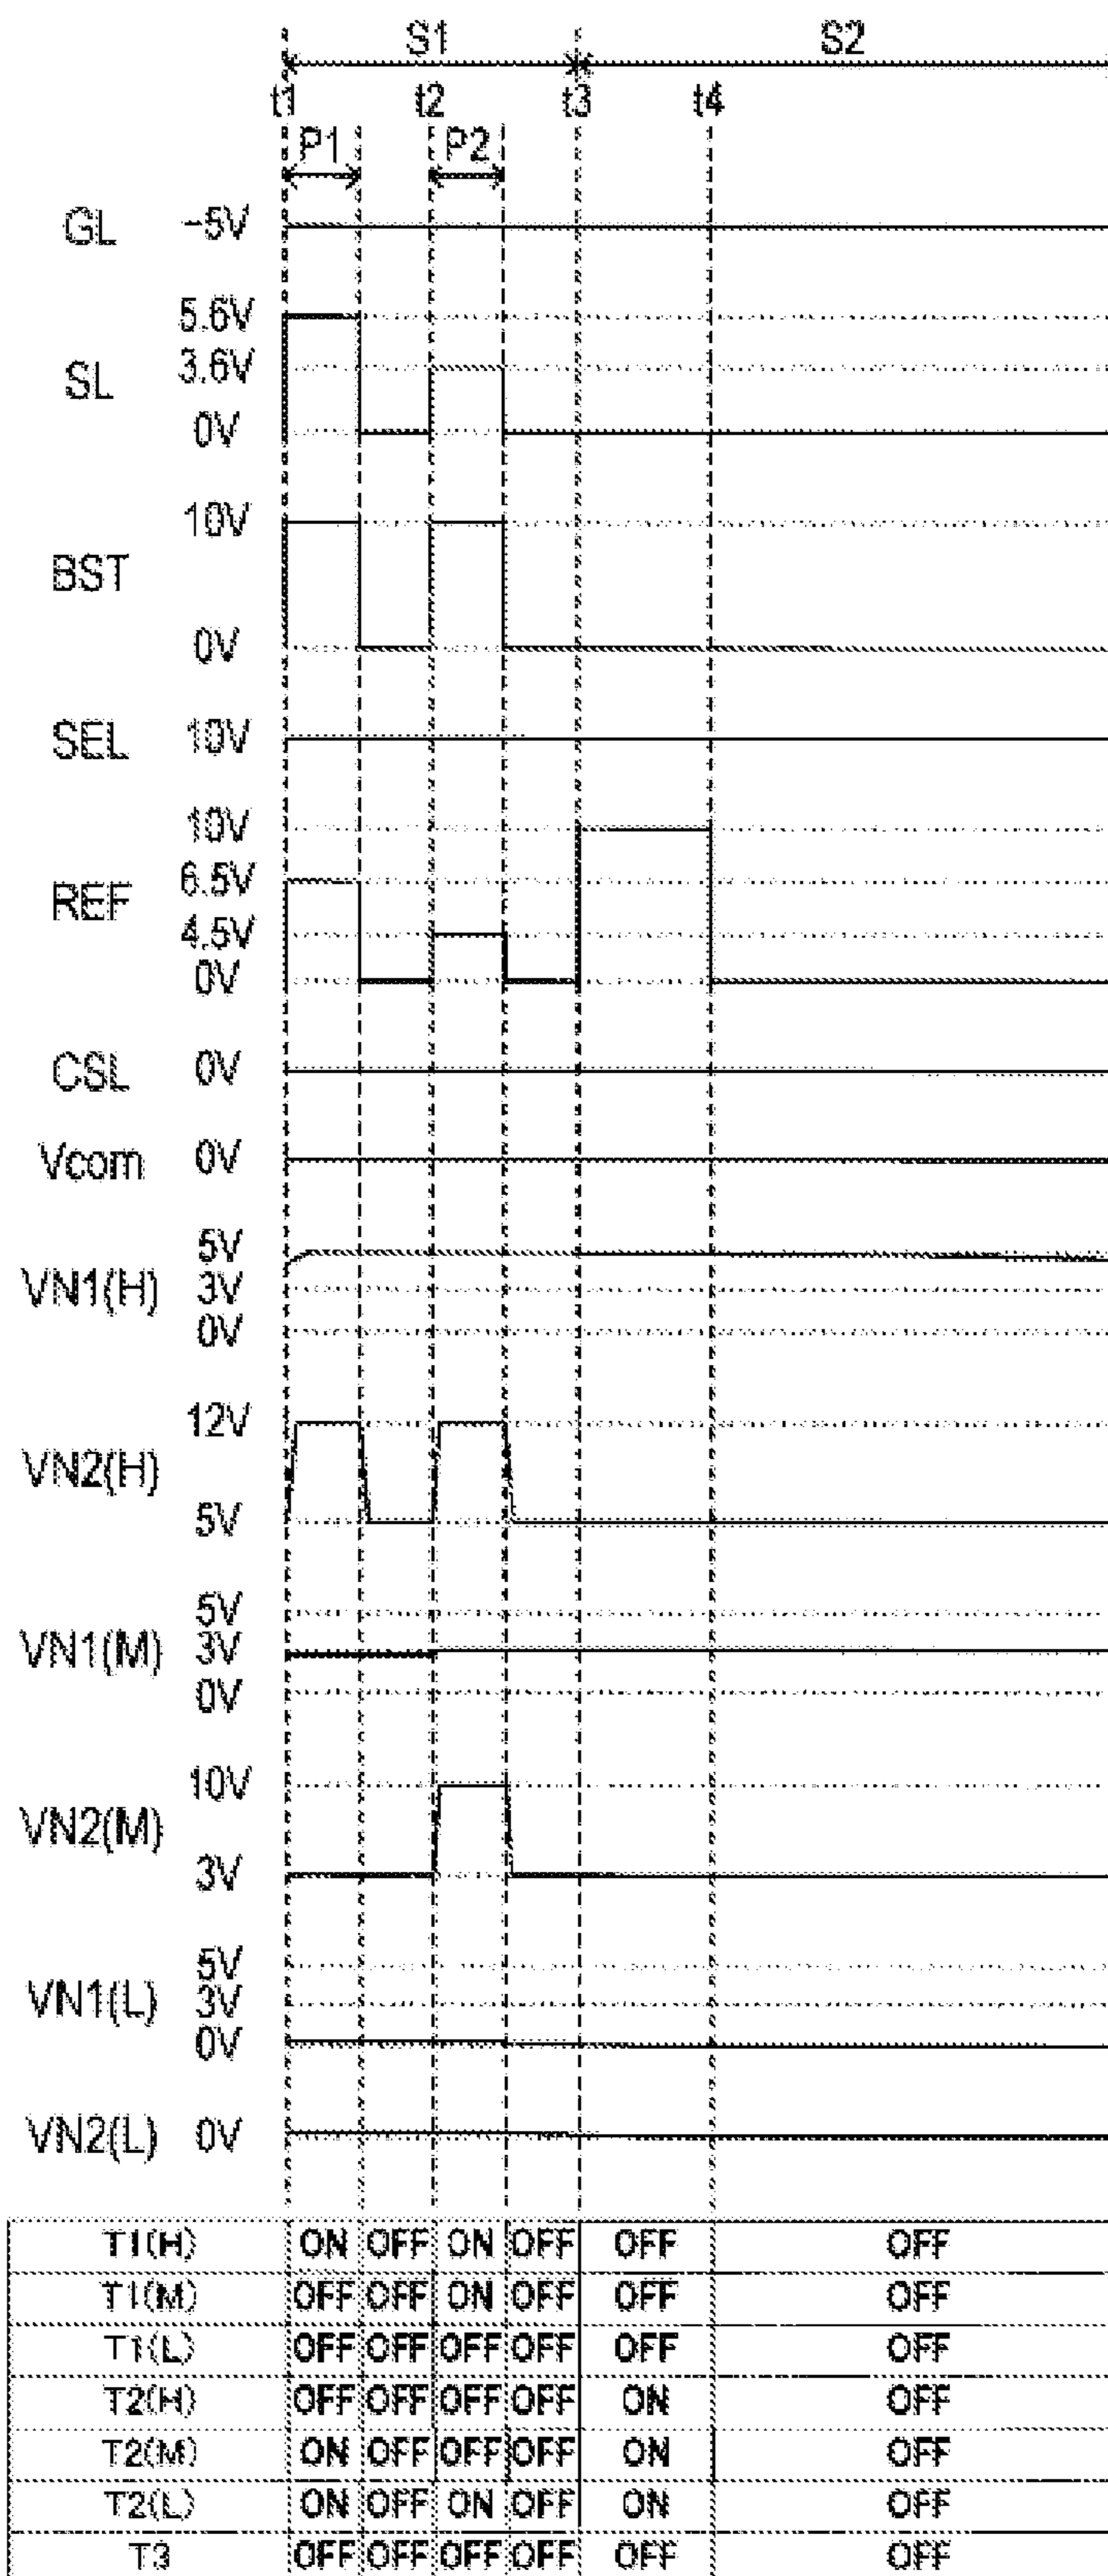 S1 S2
t1 t2 t3 t4
P1 P2
GL -5V
5.6V
SL 3.6V
0V
10V
BST
0V
SEL 10V
10V
6.5V
REF 4.5V
0V
CSL 0V
Vcom 0V
5V
VN1(H) 3V
0V
12V
VN2(H)
5V
5V
VN1(M) 3V
0V
10V
VN2(M)
3V
5V
VN1(L) 3V
0V
VN2(L) 0V
T1(H) ON OFF ON OFF OFF OFF
T1(M) OFF OFF ON OFF OFF OFF
T1(L) OFF OFF OFF OFF OFF OFF
T2(H) OFF OFF OFF OFF ON OFF
T2(M) ON OFF OFF OFF ON OFF
T2(L) ON OFF ON OFF ON OFF
T3 OFF OFF OFF OFF OFF OFF